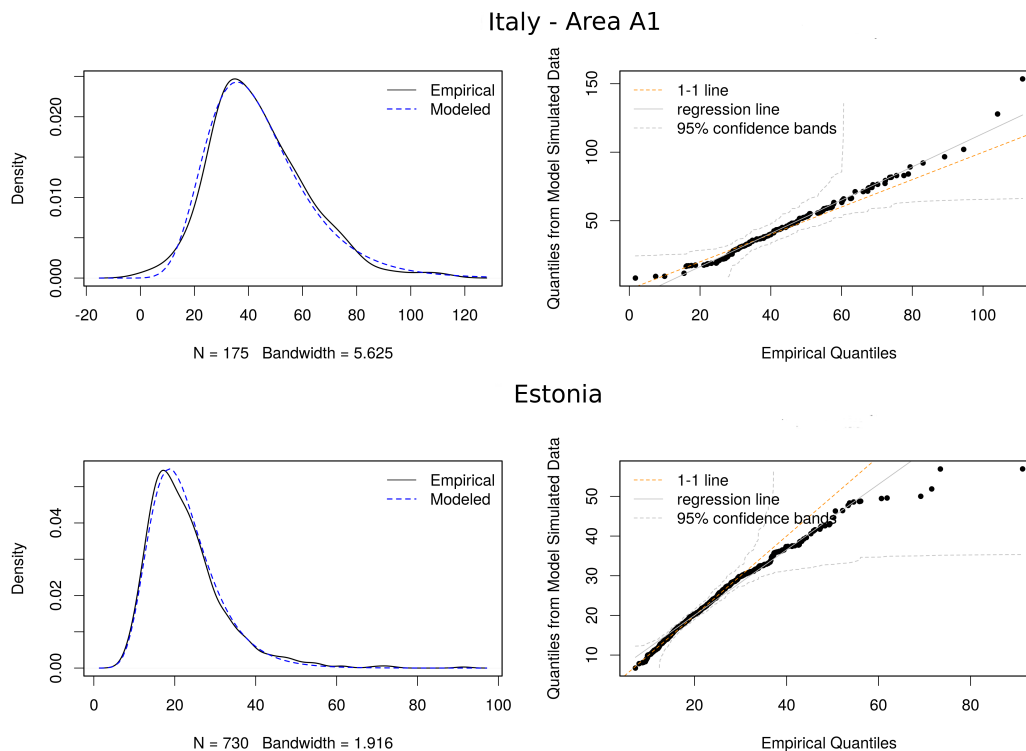 Italy - Area A1
Density
0.000
0.010
0.020
Empirical
Modeled
-20 0 20 40 60 80 100 120
N = 175 Bandwidth = 5.625
Quantiles from Model Simulated Data
50
100
150
1-1 line
regression line
95% confidence bands
0 20 40 60 80 100
Empirical Quantiles
Estonia
Density
0.00
0.02
0.04
Empirical
Modeled
0 20 40 60 80 100
N = 730 Bandwidth = 1.916
Quantiles from Model Simulated Data
10
20
30
40
50
1-1 line
regression line
95% confidence bands
20 40 60 80
Empirical Quantiles